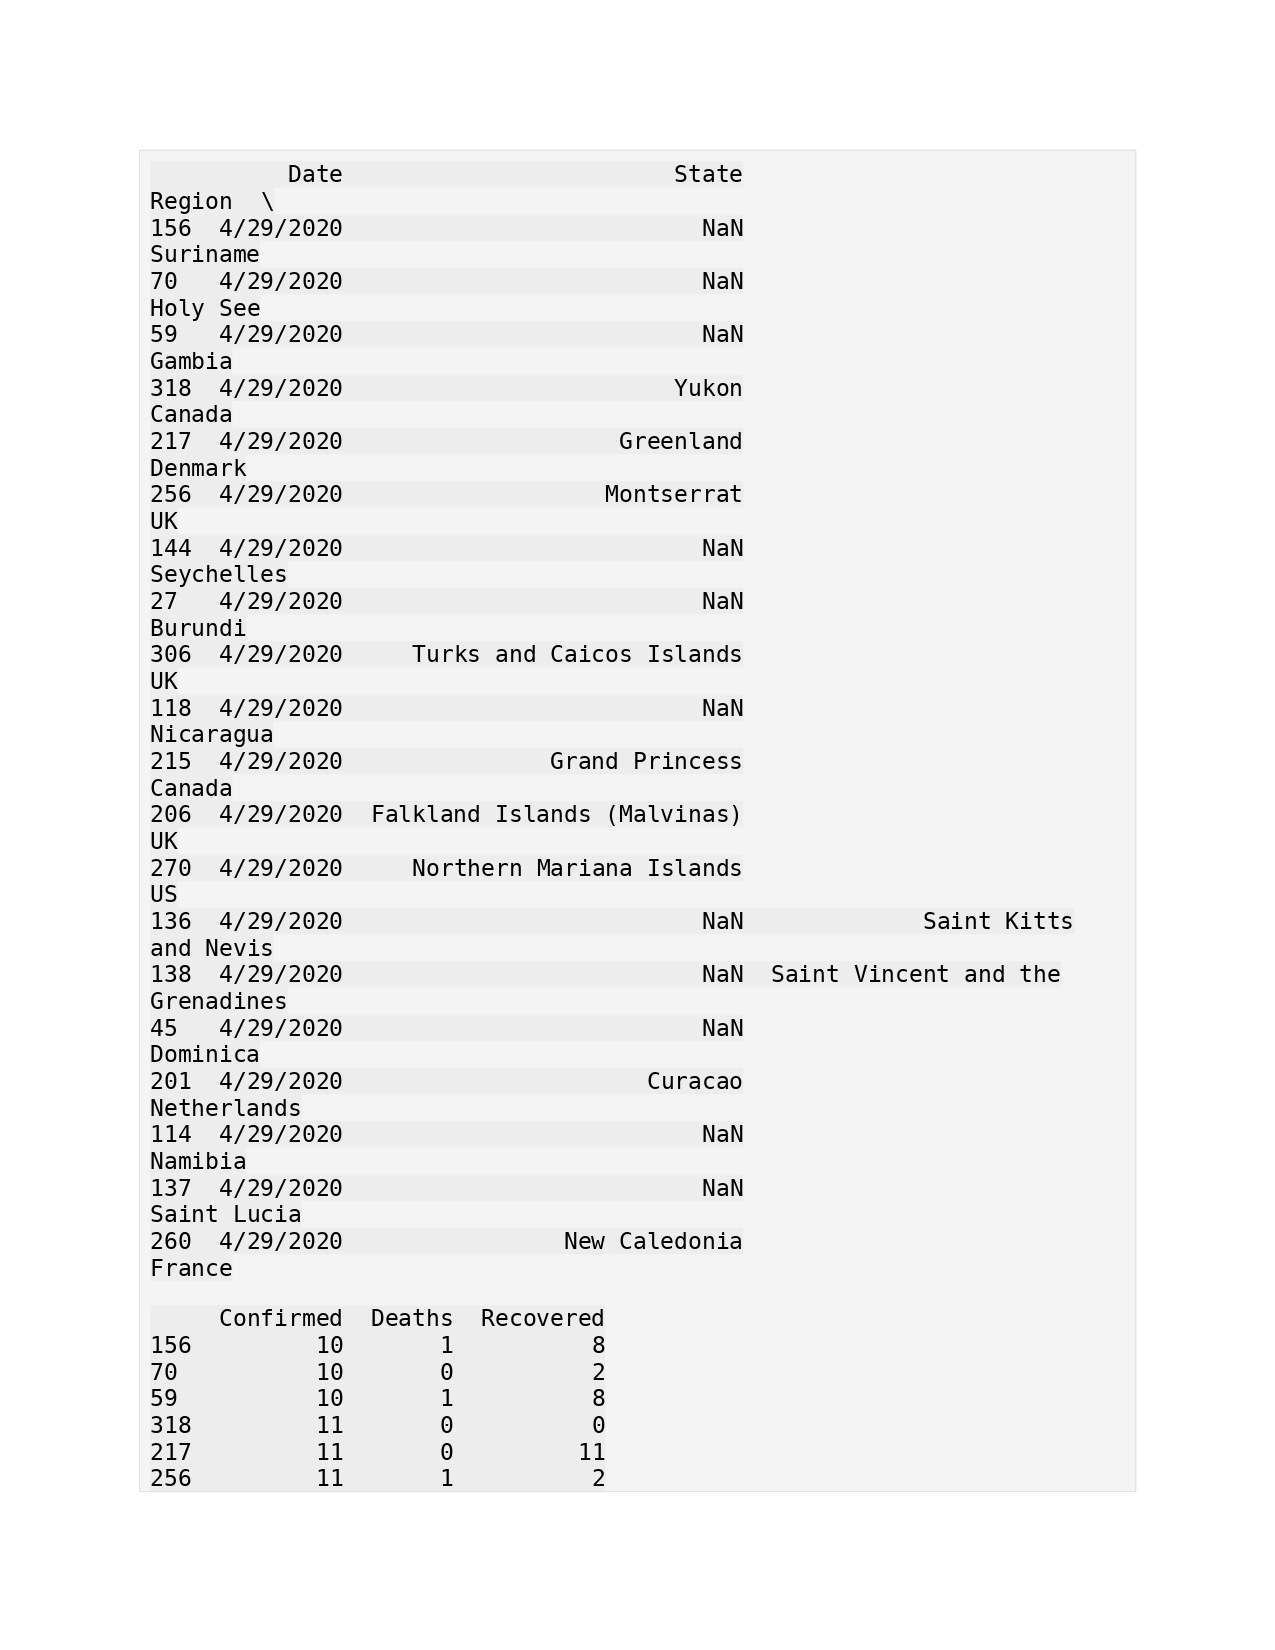 Date State
Region \
156 4/29/2020 NaN
Suriname
70 4/29/2020 NaN
Holy See
59 4/29/2020 NaN
Gambia
318 4/29/2020 Yukon
Canada
217 4/29/2020 Greenland
Denmark
256 4/29/2020 Montserrat
UK
144 4/29/2020 NaN
Seychelles
27 4/29/2020 NaN
Burundi
306 4/29/2020 Turks and Caicos Islands
UK
118 4/29/2020 NaN
Nicaragua
215 4/29/2020 Grand Princess
Canada
206 4/29/2020 Falkland Islands (Malvinas)
UK
270 4/29/2020 Northern Mariana Islands
US
136 4/29/2020 NaN Saint Kitts
and Nevis
138 4/29/2020 NaN Saint Vincent and the
Grenadines
45 4/29/2020 NaN
Dominica
201 4/29/2020 Curacao
Netherlands
114 4/29/2020 NaN
Namibia
137 4/29/2020 NaN
Saint Lucia
260 4/29/2020 New Caledonia
France
Confirmed Deaths Recovered
156 10 1 8
70 10 0 2
59 10 1 8
318 11 0 0
217 11 0 11
256 11 1 2